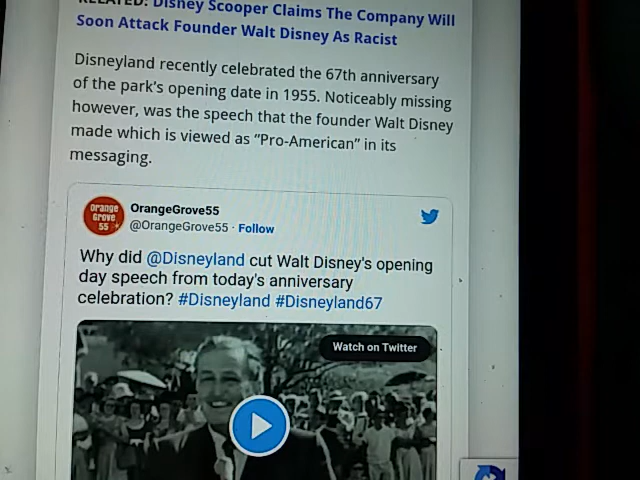 RELATED: Disney Scooper Claims The Company Will
Soon Attack Founder Walt Disney As Racist
Disneyland recently celebrated the 67th anniversary
of the park's opening date in 1955. Noticeably missing
however, was the speech that the founder Walt Disney
made which is viewed as “Pro-American” in its
messaging.
Orange
Grove
55
OrangeGrove55
@OrangeGrove55 · Follow
Why did @Disneyland cut Walt Disney's opening
day speech from today's anniversary
celebration? #Disneyland #Disneyland67
Watch on Twitter